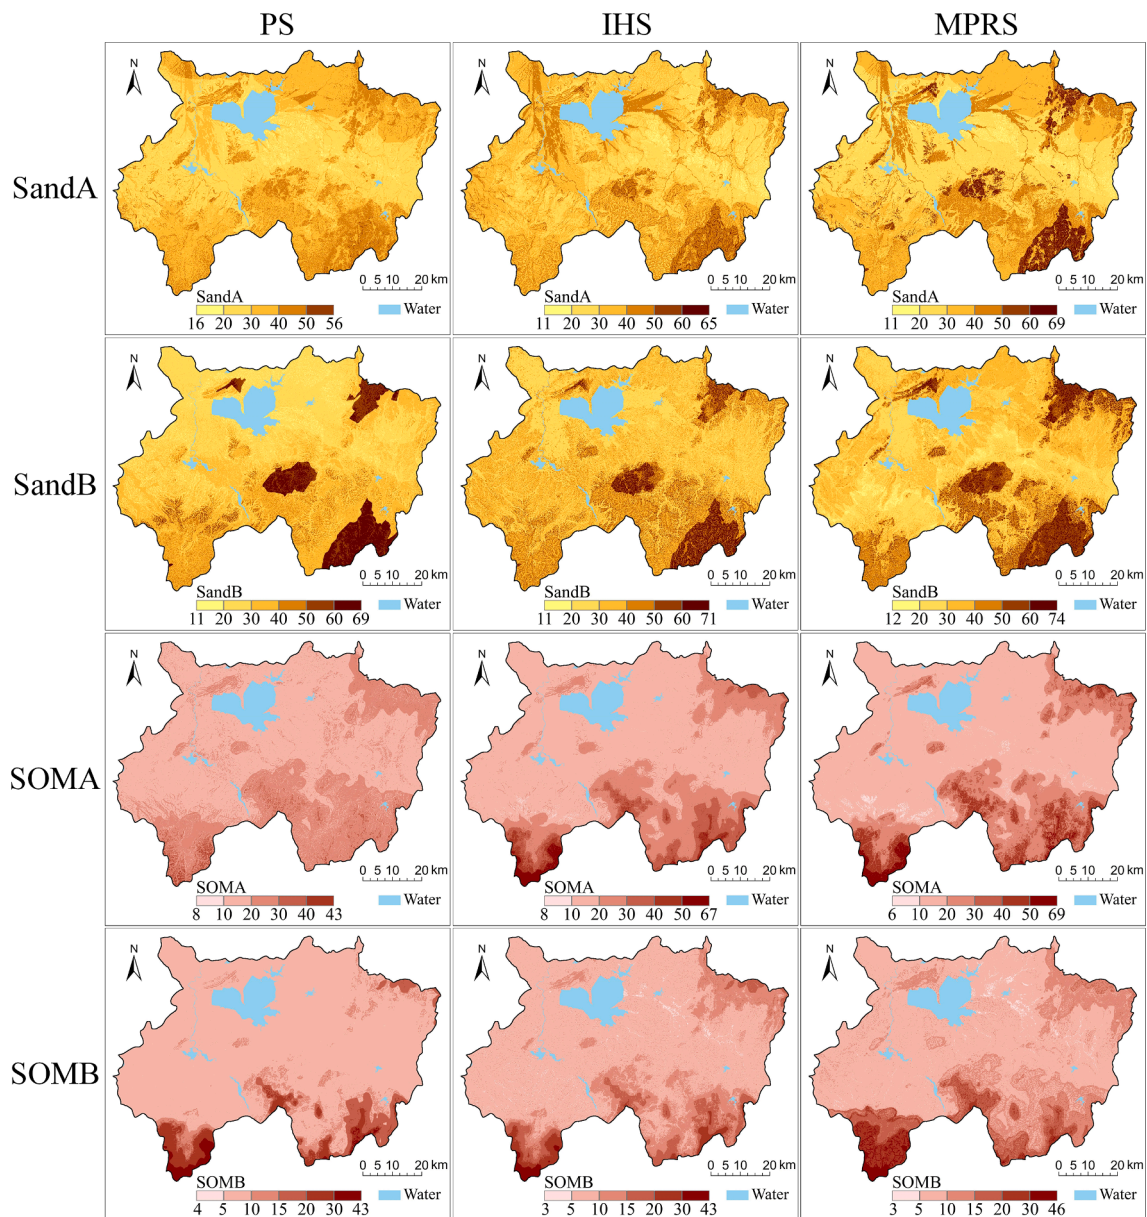 PS IHS MPRS
SandA
N N N
0 5 10 20 km 0 5 10 20 km 0 5 10 20 km
SandA Water SandA Water SandA Water
16 20 30 40 50 56 11 20 30 40 50 60 65 11 20 30 40 50 60 69
SandB
N N N
0 5 10 20 km 0 5 10 20 km 0 5 10 20 km
SandB Water SandB Water SandB Water
11 20 30 40 50 60 69 11 20 30 40 50 60 71 12 20 30 40 50 60 74
SOMA
N N N
0 5 10 20 km 0 5 10 20 km 0 5 10 20 km
SOMA Water SOMA Water SOMA Water
8 10 20 30 40 43 8 10 20 30 40 50 67 6 10 20 30 40 50 69
SOMB
N N N
0 5 10 20 km 0 5 10 20 km 0 5 10 20 km
SOMB Water SOMB Water SOMB Water
4 5 10 15 20 30 43 3 5 10 15 20 30 43 3 5 10 15 20 30 46